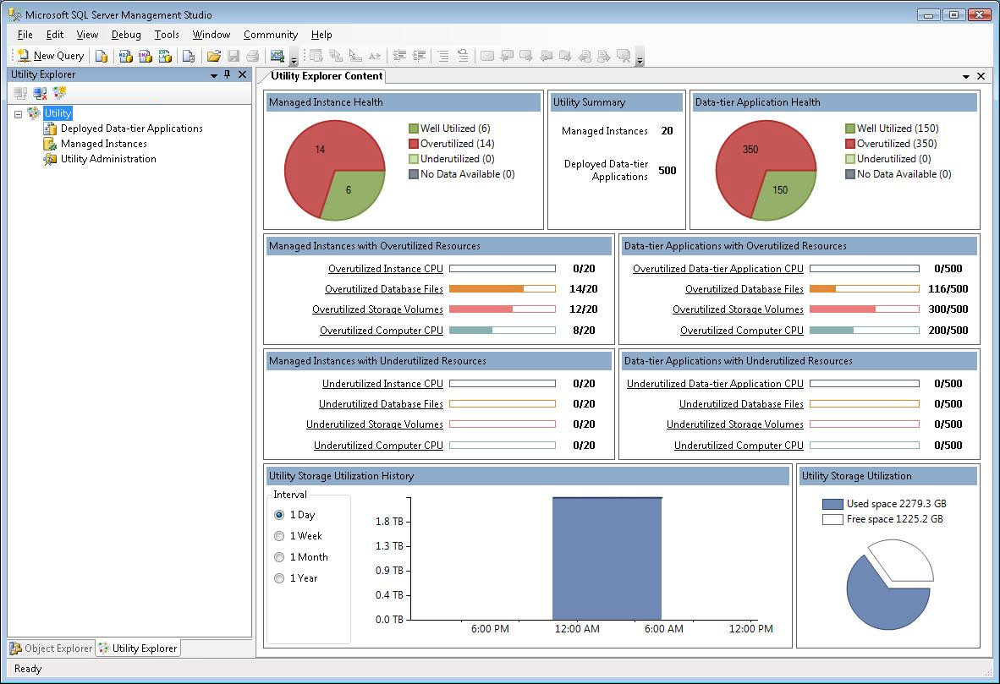 Microsoft SQL Server Management Studio
File Edit View Debug Tools Window Community Help
New Query
Utility Explorer
Utility
Deployed Data-tier Applications
Managed Instances
Utility Administration
Object Explorer
Utility Explorer
Utility Explorer Content
Managed Instance Health
14
6
Well Utilized (6)
Overutilized (14)
Underutilized (0)
No Data Available (0)
Utility Summary
Managed Instances 20
Deployed Data-tier
Applications 500
Data-tier Application Health
350
150
Well Utilized (150)
Overutilized (350)
Underutilized (0)
No Data Available (0)
Managed Instances with Overutilized Resources
Overutilized Instance CPU 0/20
Overutilized Database Files 14/20
Overutilized Storage Volumes 12/20
Overutilized Computer CPU 8/20
Data-tier Applications with Overutilized Resources
Overutilized Data-tier Application CPU 0/500
Overutilized Database Files 116/500
Overutilized Storage Volumes 300/500
Overutilized Computer CPU 200/500
Managed Instances with Underutilized Resources
Underutilized Instance CPU 0/20
Underutilized Database Files 0/20
Underutilized Storage Volumes 0/20
Underutilized Computer CPU 0/20
Data-tier Applications with Underutilized Resources
Underutilized Data-tier Application CPU 0/500
Underutilized Database Files 0/500
Underutilized Storage Volumes 0/500
Underutilized Computer CPU 0/500
Utility Storage Utilization History
Interval
1 Day
1 Week
1 Month
1 Year
1.8 TB
1.3 TB
0.9 TB
0.4 TB
0.0 TB
6:00 PM 12:00 AM 6:00 AM 12:00 PM
Utility Storage Utilization
Used space 2279.3 GB
Free space 1225.2 GB
Ready